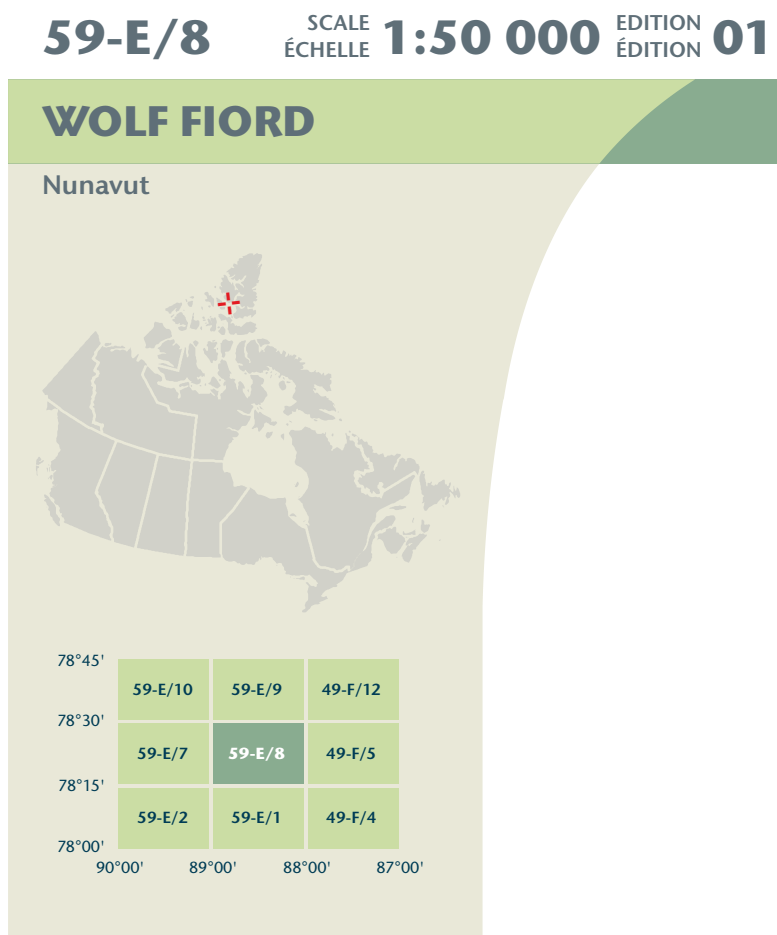 59-E/8
SCALE
ÉCHELLE
1:50 000
EDITION
ÉDITION
01
WOLF FIORD
Nunavut
78°45'
59-E/10 59-E/9 49-F/12
78°30'
59-E/7 59-E/8 49-F/5
78°15'
59-E/2 59-E/1 49-F/4
78°00'
90°00' 89°00' 88°00' 87°00'